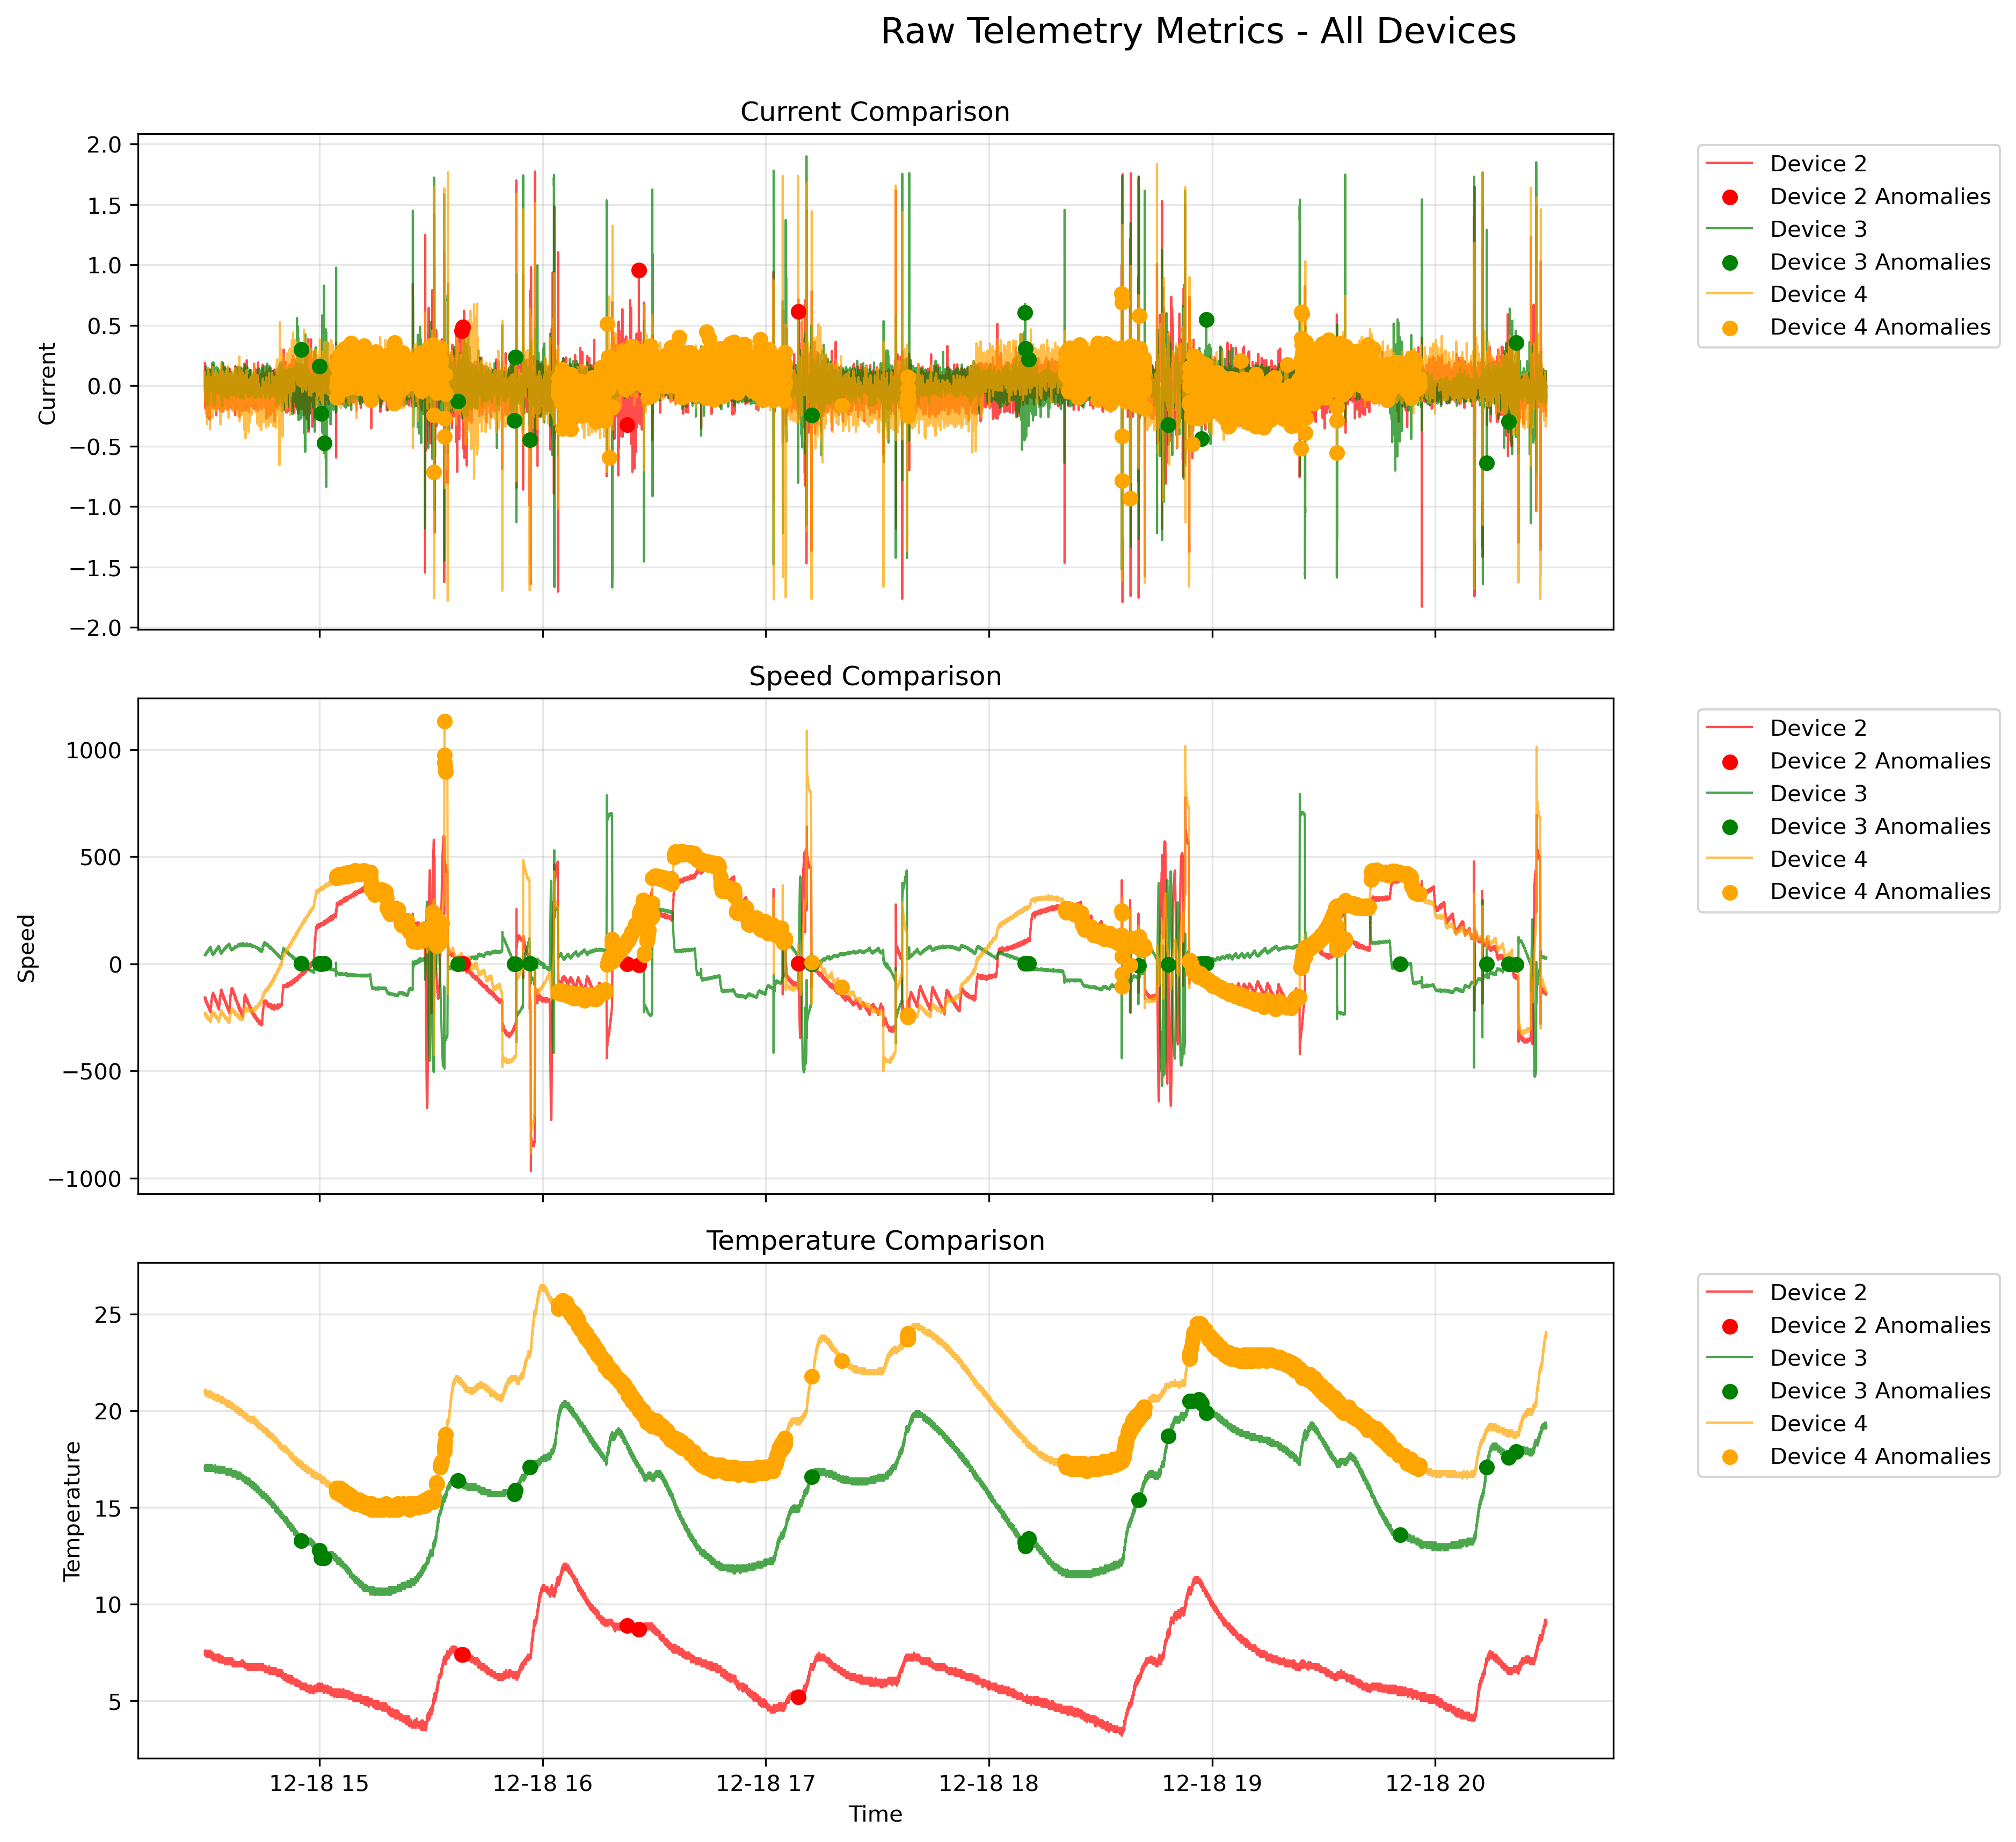 Raw Telemetry Metrics - All Devices
Current Comparison
2.0
1.5
1.0
0.5
0.0
−0.5
−1.0
−1.5
−2.0
Current
Device 2
Device 2 Anomalies
Device 3
Device 3 Anomalies
Device 4
Device 4 Anomalies
Speed Comparison
1000
500
0
−500
−1000
Speed
Device 2
Device 2 Anomalies
Device 3
Device 3 Anomalies
Device 4
Device 4 Anomalies
Temperature Comparison
25
20
15
10
5
Temperature
Device 2
Device 2 Anomalies
Device 3
Device 3 Anomalies
Device 4
Device 4 Anomalies
12-18 15
12-18 16
12-18 17
12-18 18
12-18 19
12-18 20
Time